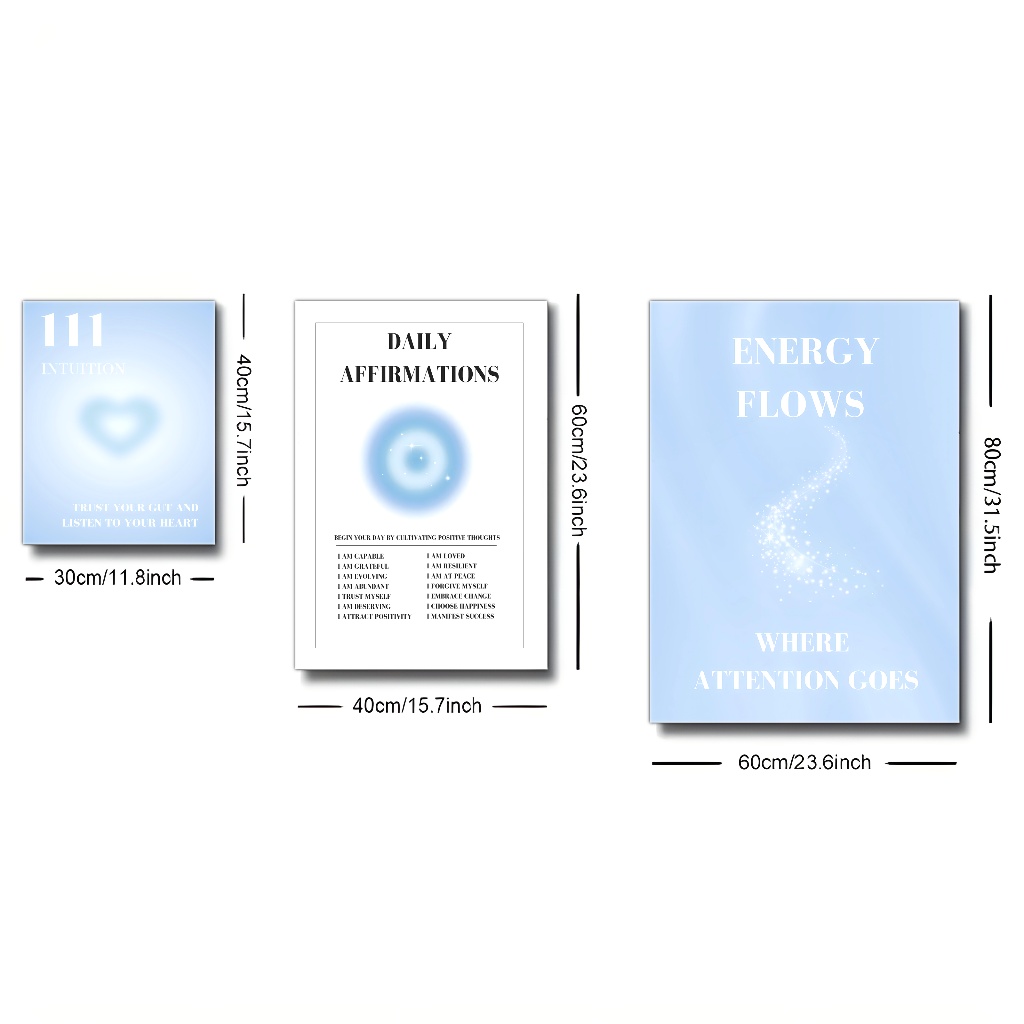 111
INTUITION
TRUST YOUR GUT AND
LISTEN TO YOUR HEART
40cm/15.7inch
30cm/11.8inch
DAILY
AFFIRMATIONS
BEGIN YOUR DAY BY CULTIVATING POSITIVE THOUGHTS
I AM CAPABLE
I AM GRATEFUL
I AM EVOLVING
I AM ABUNDANT
I TRUST MYSELF
I AM DESERVING
I ATTRACT POSITIVITY
I AM LOVED
I AM RESILIENT
I AM AT PEACE
I FORGIVE MYSELF
I EMBRACE CHANGE
I CHOOSE HAPPINESS
I MANIFEST SUCCESS
60cm/23.6inch
40cm/15.7inch
ENERGY
FLOWS
WHERE
ATTENTION GOES
80cm/31.5inch
60cm/23.6inch